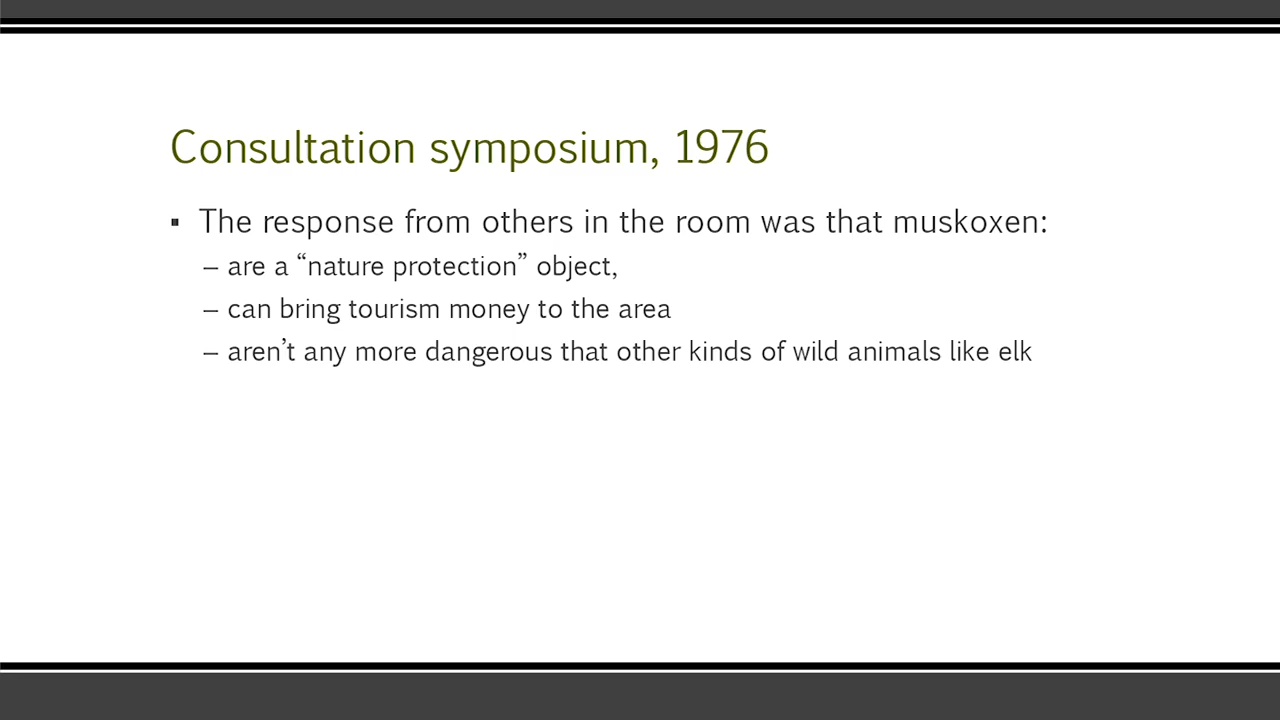 Consultation symposium, 1976
▪ The response from others in the room was that muskoxen:
– are a “nature protection” object,
– can bring tourism money to the area
– aren’t any more dangerous that other kinds of wild animals like elk